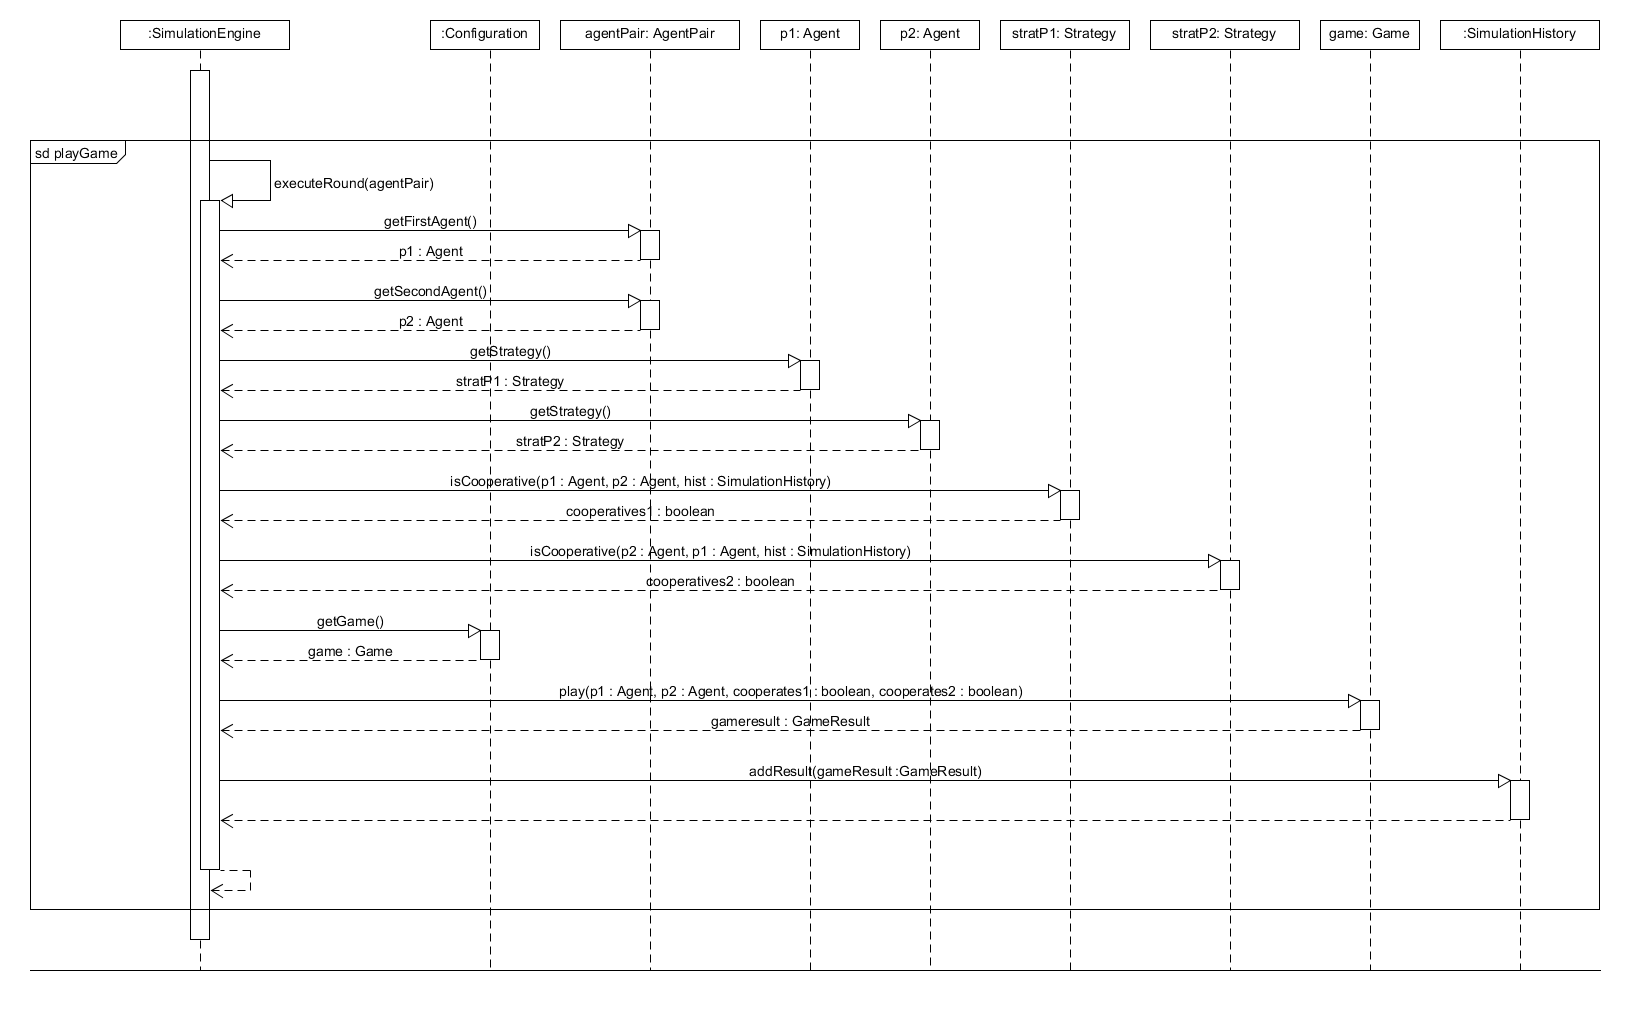 :SimulationEngine
:Configuration
agentPair: AgentPair
p1: Agent
p2: Agent
stratP1: Strategy
stratP2: Strategy
game: Game
:SimulationHistory
sd playGame
executeRound(agentPair)
getFirstAgent()
p1 : Agent
getSecondAgent()
p2 : Agent
getStrategy()
stratP1 : Strategy
getStrategy()
stratP2 : Strategy
isCooperative(p1 : Agent, p2 : Agent, hist : SimulationHistory)
cooperatives1 : boolean
isCooperative(p2 : Agent, p1 : Agent, hist : SimulationHistory)
cooperatives2 : boolean
getGame()
game : Game
play(p1 : Agent, p2 : Agent, cooperates1 : boolean, cooperates2 : boolean)
gameresult : GameResult
addResult(gameResult :GameResult)